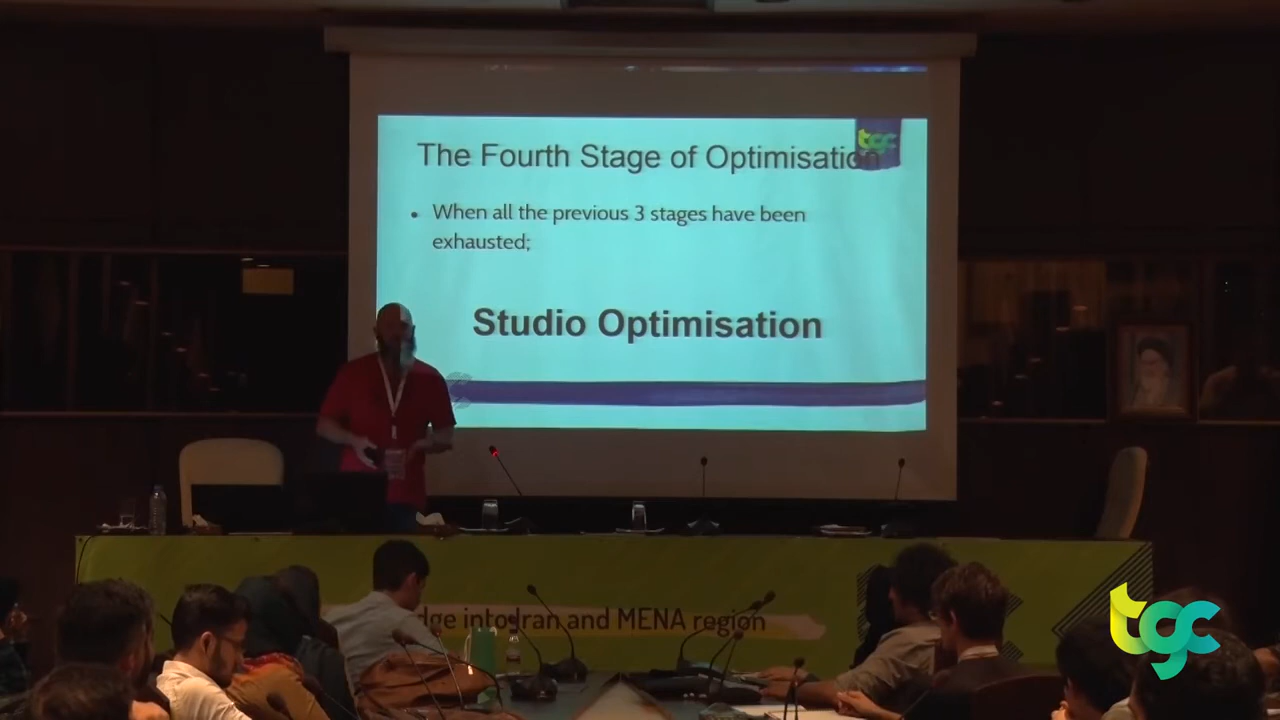 tgc
The Fourth Stage of Optimisation
• When all the previous 3 stages have been
exhausted;
Studio Optimisation
dge into Iran and MENA region
tgc